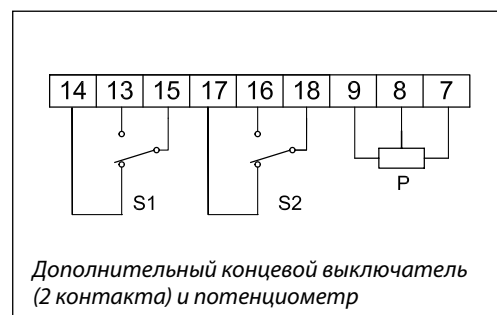 14 13 15 17 16 18 9 8 7
S1 S2 P
Дополнительный концевой выключатель
(2 контакта) и потенциометр